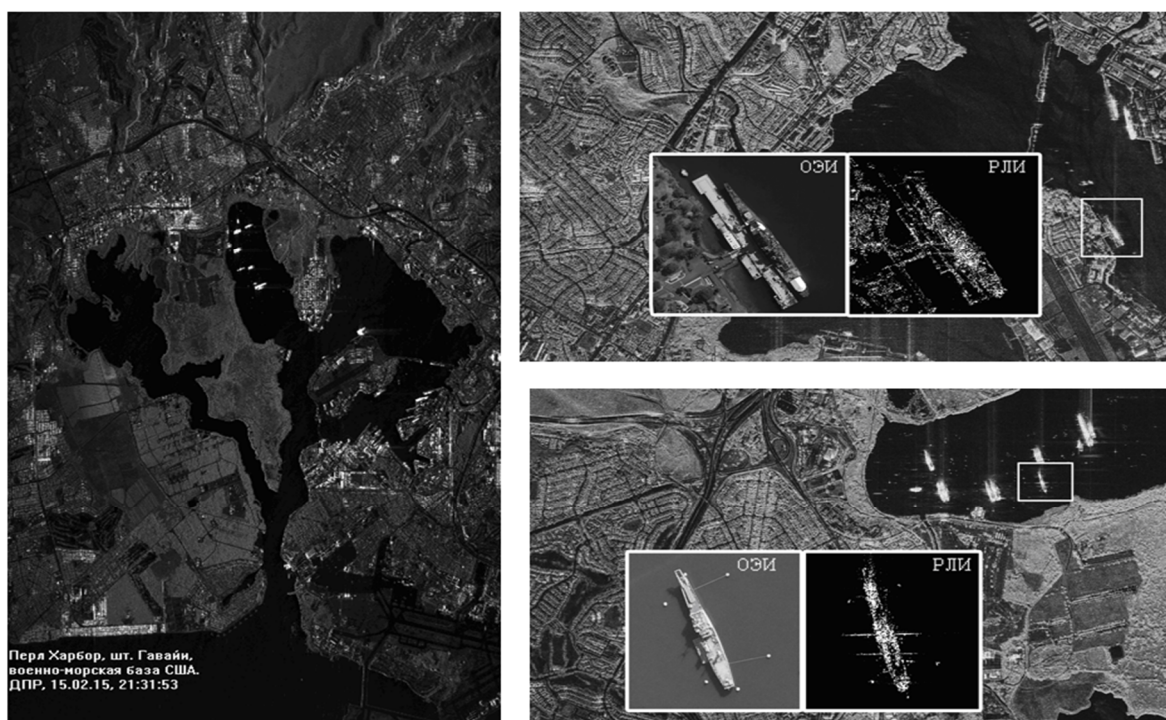 Перл Харбор, шт. Гавайи,
военно-морская база США.
ДПР, 15.02.15, 21:31:53
ОЭИ
РЛИ
ОЭИ
РЛИ